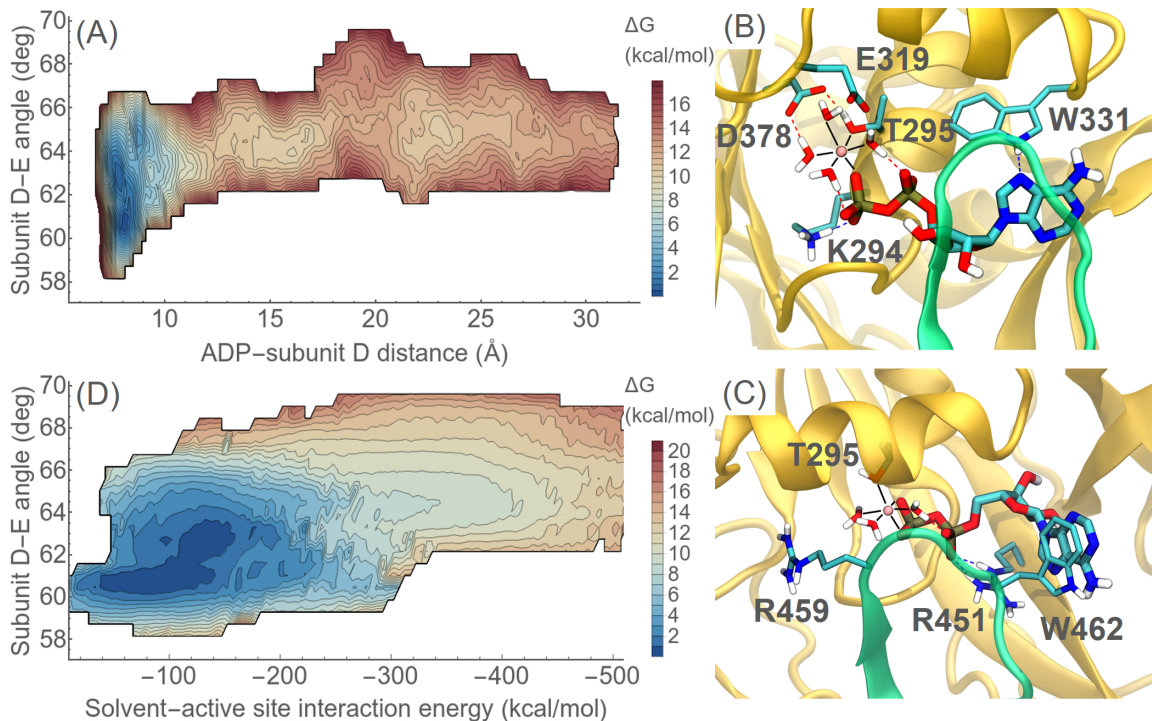 (A)
Subunit D−E angle (deg)
70
68
66
64
62
60
58
10
15
20
25
30
ADP−subunit D distance (Å)
ΔG
(kcal/mol)
16
14
12
10
8
6
4
2
(B)
E319
D378
T295
W331
K294
(D)
Subunit D−E angle (deg)
70
68
66
64
62
60
58
−100
−200
−300
−400
−500
Solvent−active site interaction energy (kcal/mol)
ΔG
(kcal/mol)
20
18
16
14
12
10
8
6
4
2
(C)
T295
R459
R451
W462